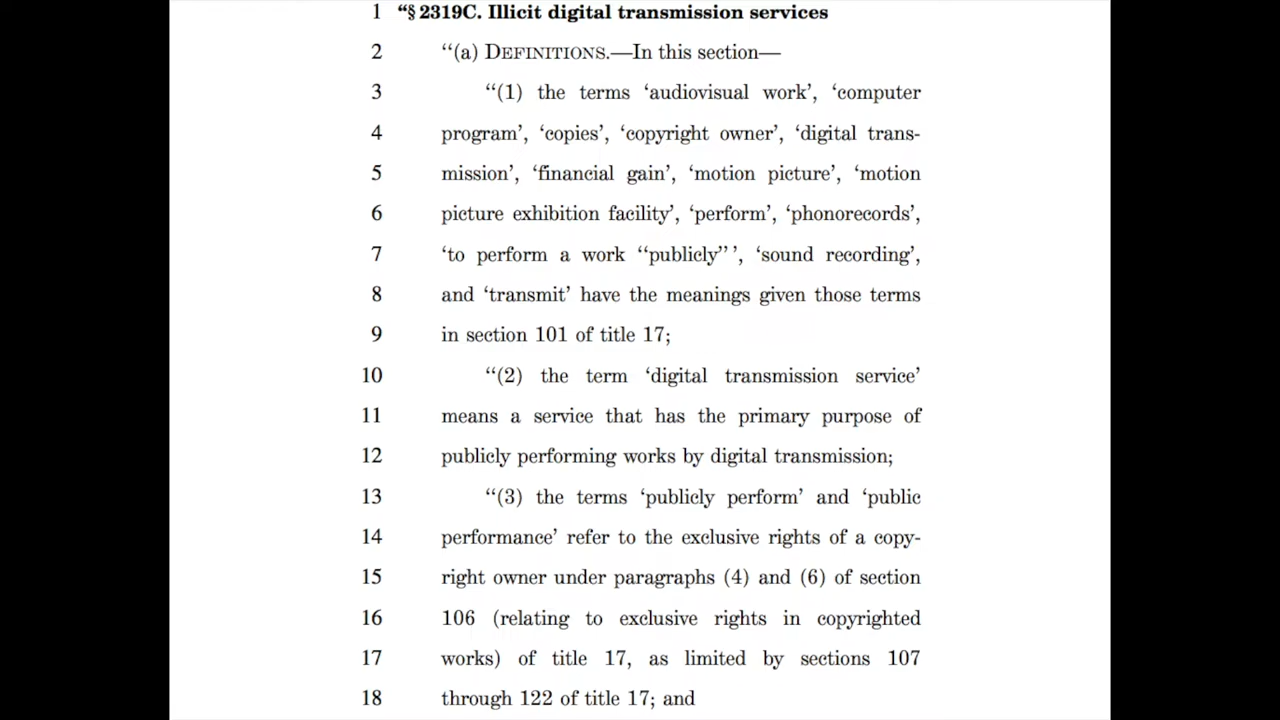 1 “§ 2319C. Illicit digital transmission services
2 “(a) DEFINITIONS.—In this section—
3 “(1) the terms ‘audiovisual work’, ‘computer
4 program’, ‘copies’, ‘copyright owner’, ‘digital trans-
5 mission’, ‘financial gain’, ‘motion picture’, ‘motion
6 picture exhibition facility’, ‘perform’, ‘phonorecords’,
7 ‘to perform a work “publicly” ’, ‘sound recording’,
8 and ‘transmit’ have the meanings given those terms
9 in section 101 of title 17;
10 “(2) the term ‘digital transmission service’
11 means a service that has the primary purpose of
12 publicly performing works by digital transmission;
13 “(3) the terms ‘publicly perform’ and ‘public
14 performance’ refer to the exclusive rights of a copy-
15 right owner under paragraphs (4) and (6) of section
16 106 (relating to exclusive rights in copyrighted
17 works) of title 17, as limited by sections 107
18 through 122 of title 17; and